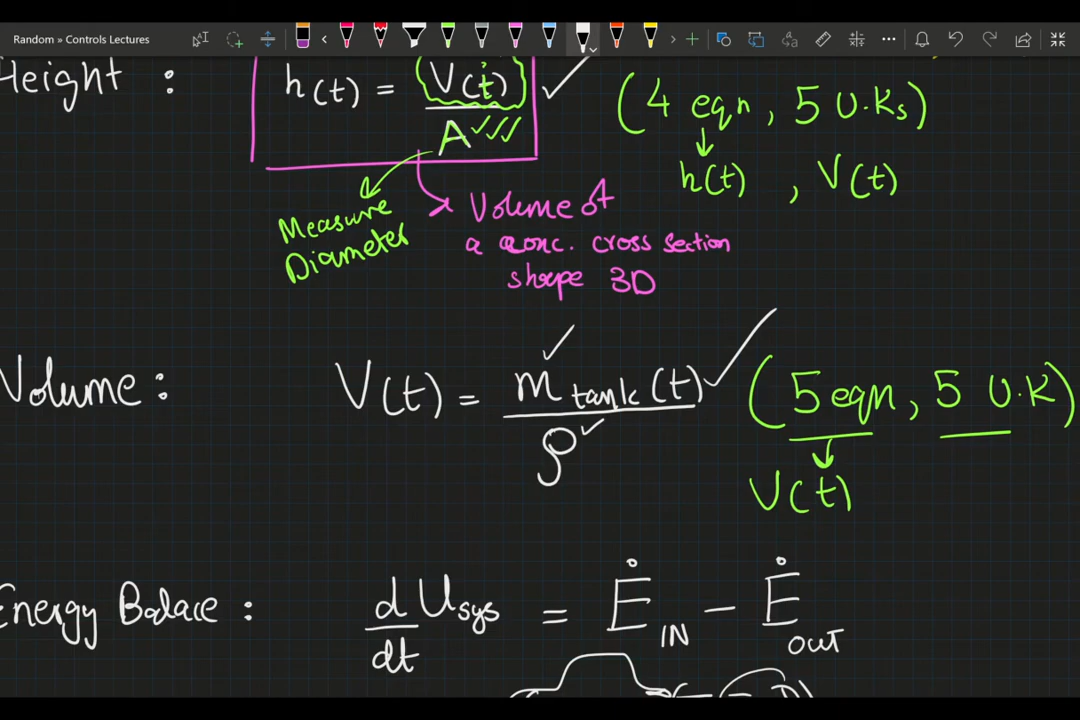 Random » Controls Lectures
Height : h(t) = V(t) / A (4 eqn, 5 U.Ks)
h(t) , V(t)
Measure
Diameter
Volume of
a conc. cross section
shape 3D
Volume: V(t) = m tank (t) / ρ (5 eqn, 5 U.K)
V(t)
Energy Balace : d/dt Usys = Ė IN − Ė OUT